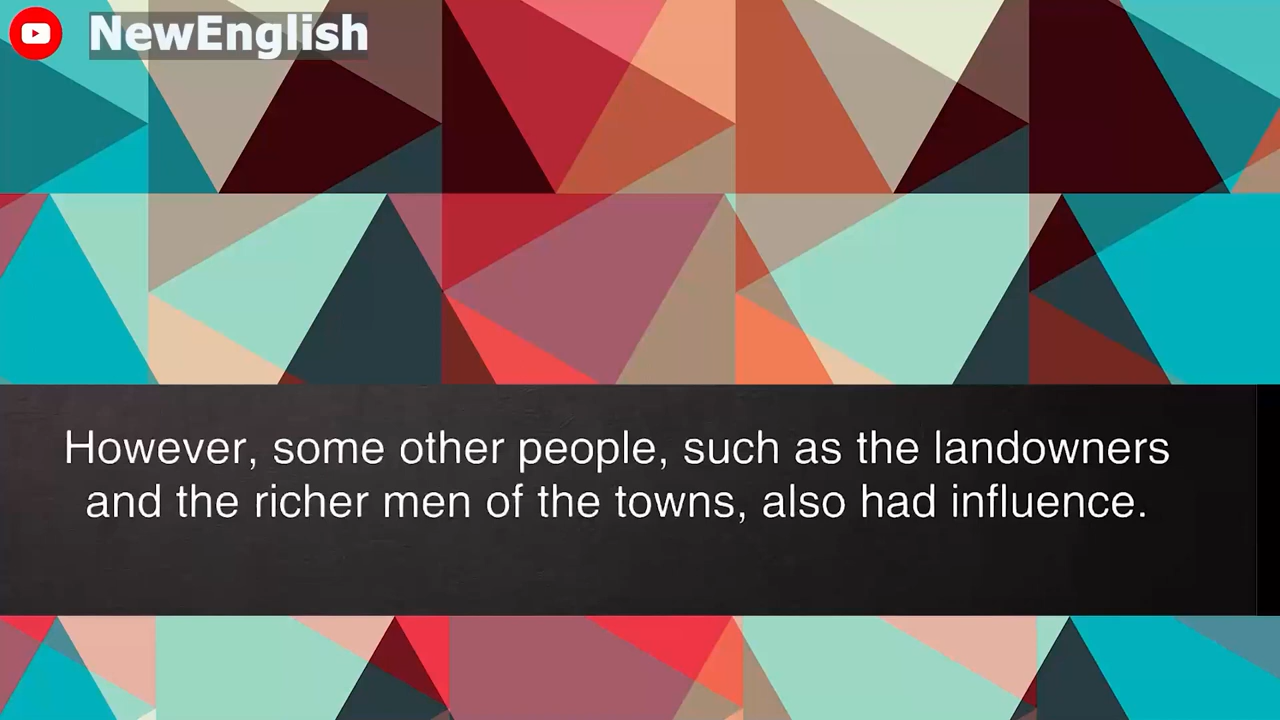 NewEnglish
However, some other people, such as the landowners
and the richer men of the towns, also had influence.